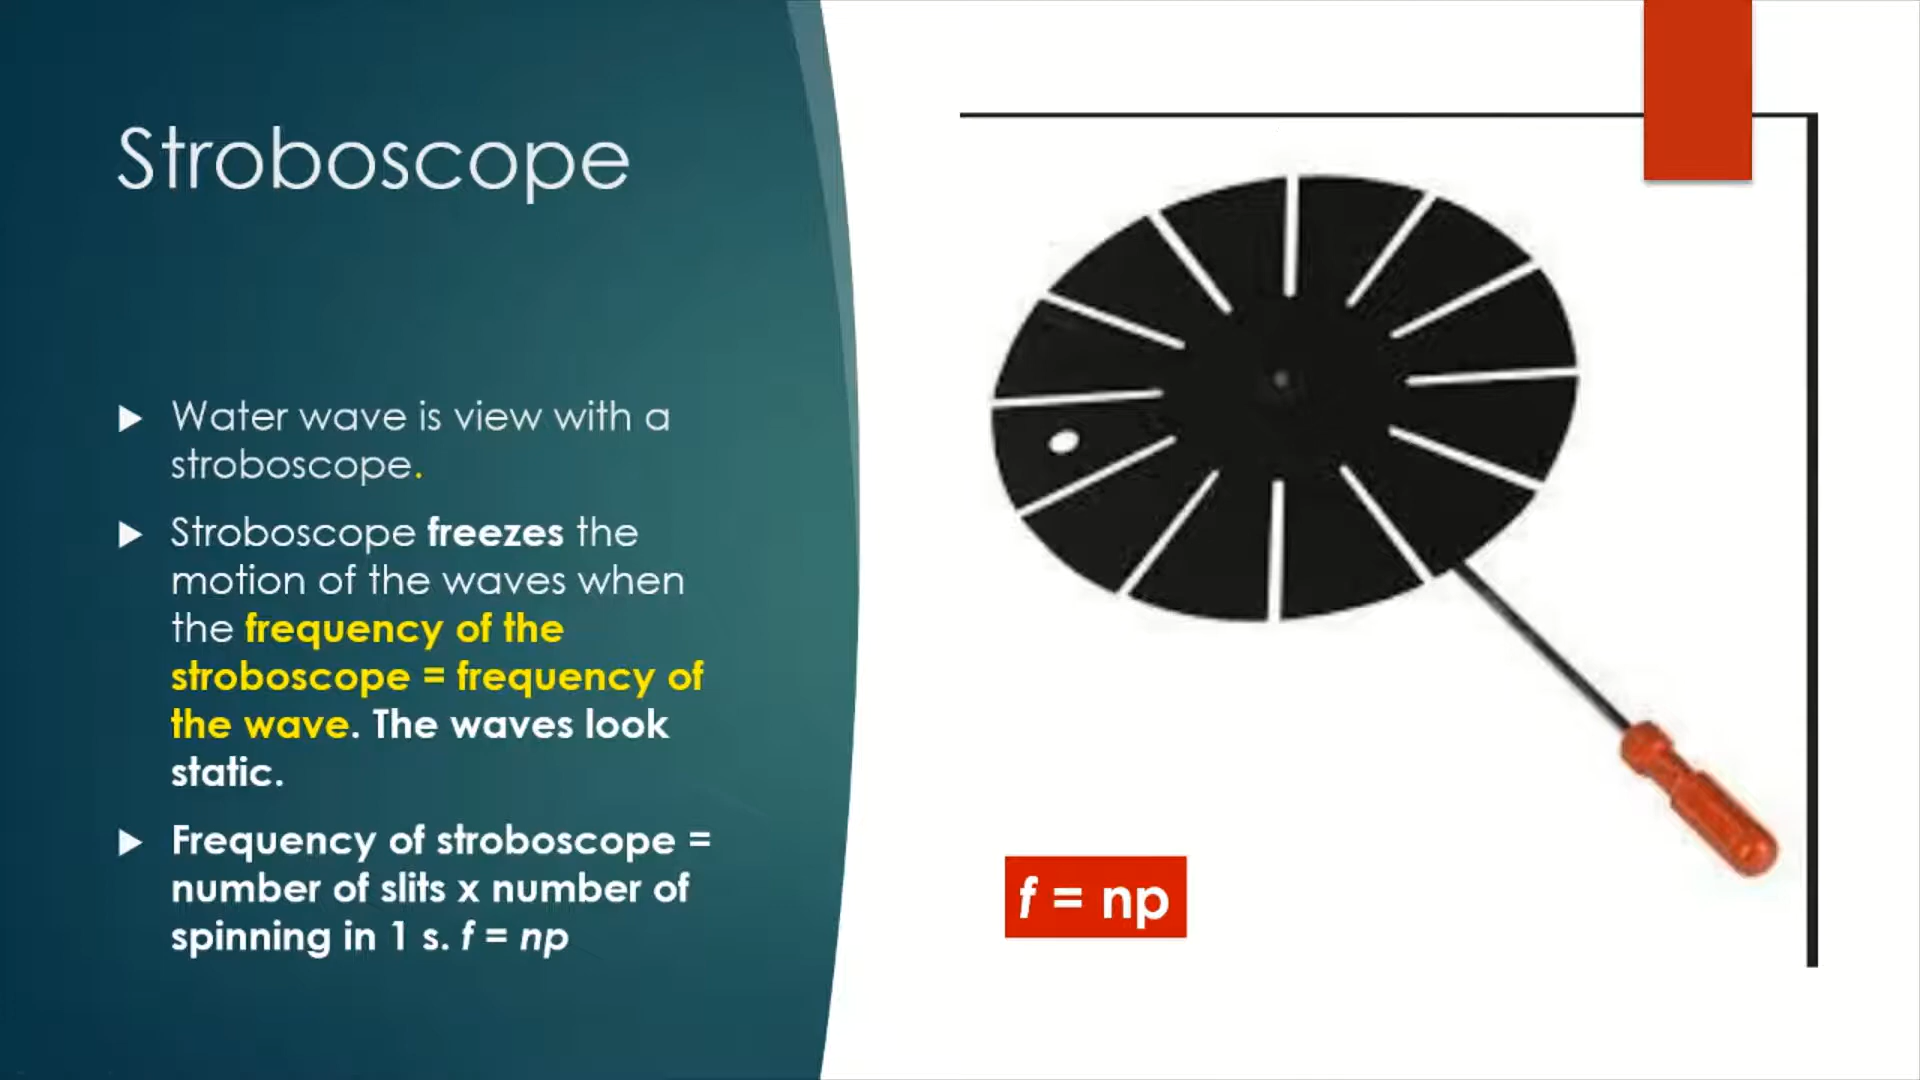 Stroboscope
Water wave is view with a
stroboscope.
Stroboscope freezes the
motion of the waves when
the frequency of the
stroboscope = frequency of
the wave. The waves look
static.
Frequency of stroboscope =
number of slits x number of
spinning in 1 s. f = np
f = np